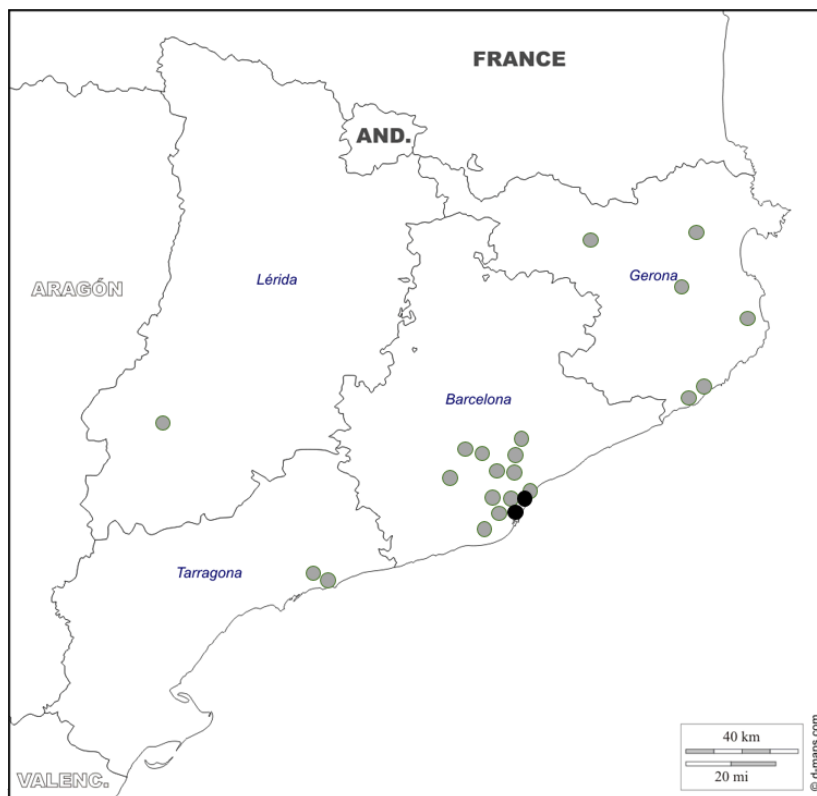 FRANCE
AND.
Lérida
Gerona
ARAGÓN
Barcelona
Tarragona
40 km
20 mi
VALENC.
© d-maps.com